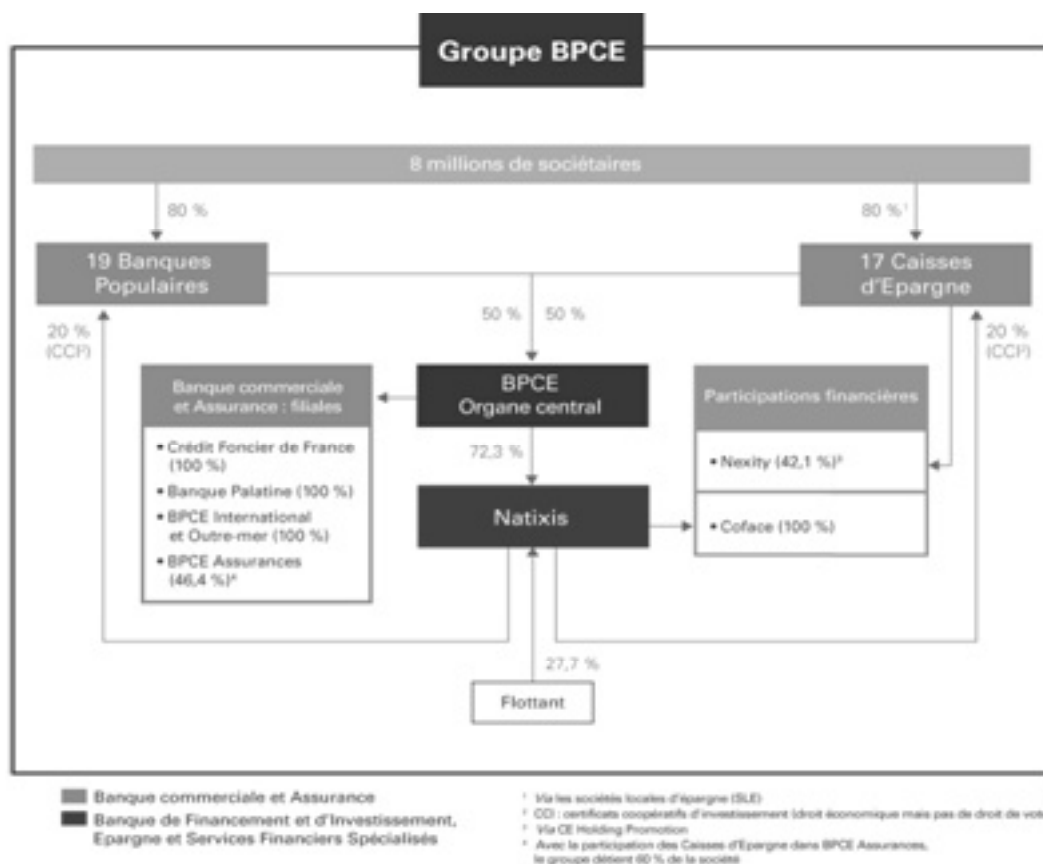 Groupe BPCE
8 millions de sociétaires
80 %
80 %¹
19 Banques
Populaires
17 Caisses
d'Epargne
20 %
(CCI²)
50 %
50 %
20 %
(CCI²)
Banque commerciale
et Assurance : filiales
• Crédit Foncier de France
(100 %)
• Banque Palatine (100 %)
• BPCE International
et Outre-mer (100 %)
• BPCE Assurances
(46,4 %)⁴
BPCE
Organe central
72,3 %
Natixis
Participations financières
• Nexity (42,1 %)³
• Coface (100 %)
27,7 %
Flottant
Banque commerciale et Assurance
Banque de Financement et d'Investissement,
Epargne et Services Financiers Spécialisés
¹ Via les sociétés locales d'épargne (SLE)
² CCI : certificats coopératifs d'investissement (droit économique mais pas de droit de vote
³ Via CE Holding Promotion
⁴ Avec la participation des Caisses d'Epargne dans BPCE Assurances,
le groupe détient 60 % de la société